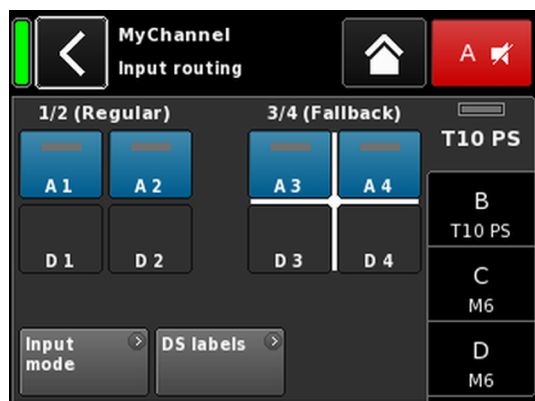 MyChannel
Input routing
A
1/2 (Regular)
3/4 (Fallback)
T10 PS
A 1
A 2
A 3
A 4
B
T10 PS
D 1
D 2
D 3
D 4
C
M6
Input
mode
DS labels
D
M6